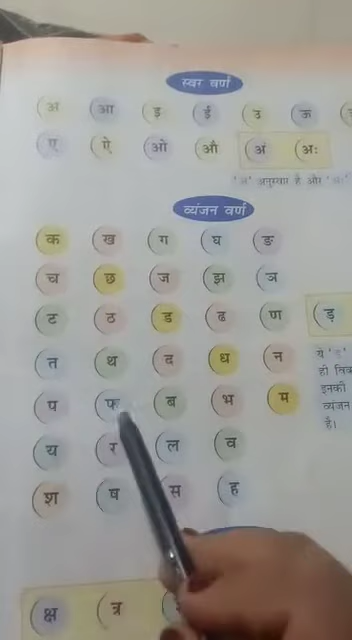 स्वर वर्ण
अ आ इ ई उ ऊ
ए ऐ ओ औ अं अः
अनुस्वार है और
व्यंजन वर्ण
क ख ग घ ङ
च छ ज झ ञ
ट ठ ड ढ ण ड़
त थ द ध न
प फ ब भ म
य र ल व
श ष स ह
ये 'ड़'
ही
इनको
व्यंजन
है।
क्ष त्र